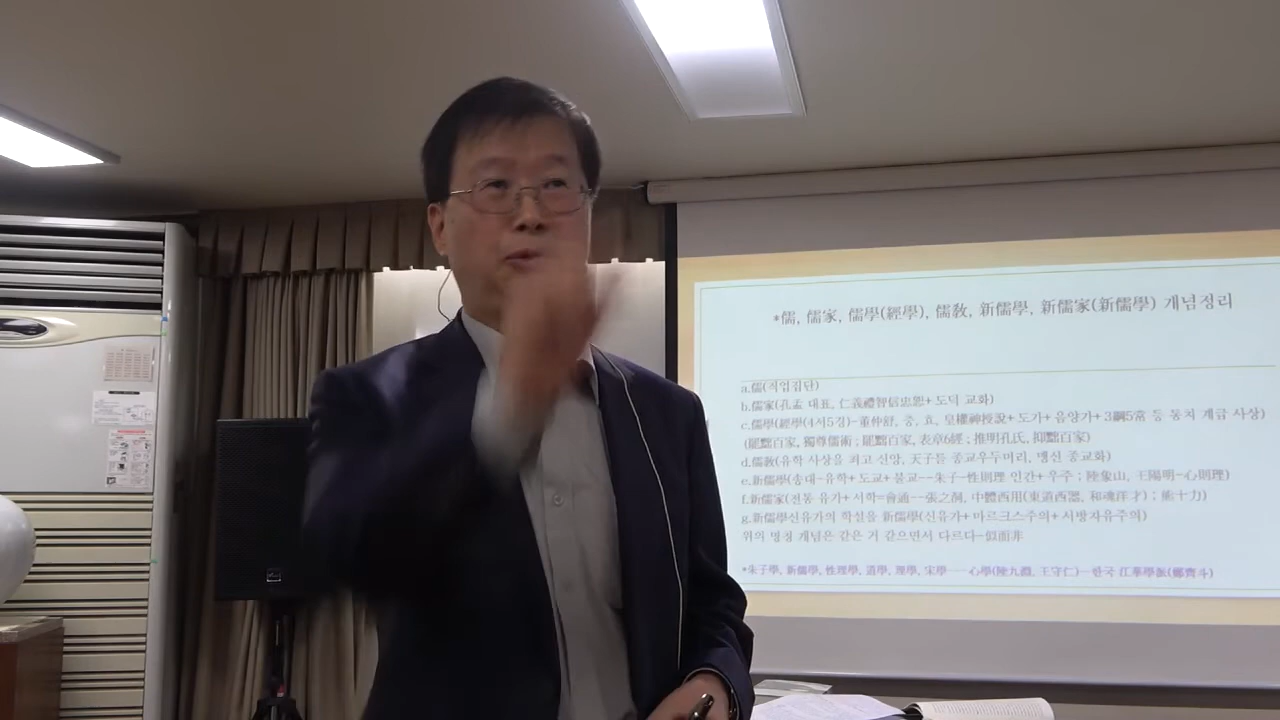 *儒, 儒家, 儒學(經學), 儒敎, 新儒學, 新儒家(新儒學) 개념정리
a.儒(직업집단)
b.儒家(孔孟 대표, 仁義禮智信忠恕+ 도덕 교화)
c.儒學(經學(4서5경)-董仲舒, 충, 효, 皇權神授說+ 도가+ 음양가+ 3綱5常 등 통치 계급 사상)
(罷黜百家, 獨尊儒術 ; 罷黜百家, 表章6經 ; 推明孔氏, 抑黜百家)
d.儒敎(유학 사상을 최고 신앙, 天子를 종교우두머리, 맹신 종교화)
e.新儒學(송대-유학+ 도교+ 불교--朱子-性則理 인간+ 우주 ; 陸象山, 王陽明-心則理)
f.新儒家(전통 유가+ 서학-會通--張之洞, 中體西用(東道西器, 和魂洋才) ; 熊十力)
g.新儒學신유가의 학설을 新儒學(신유가+ 마르크스주의+ 서방자유주의)
위의 명칭 개념은 같은 거 같으면서 다르다-似而非
*朱子學, 新儒學, 性理學, 道學, 理學, 宋學---心學(陸九淵, 王守仁)--한국 江華學派(鄭齊斗)